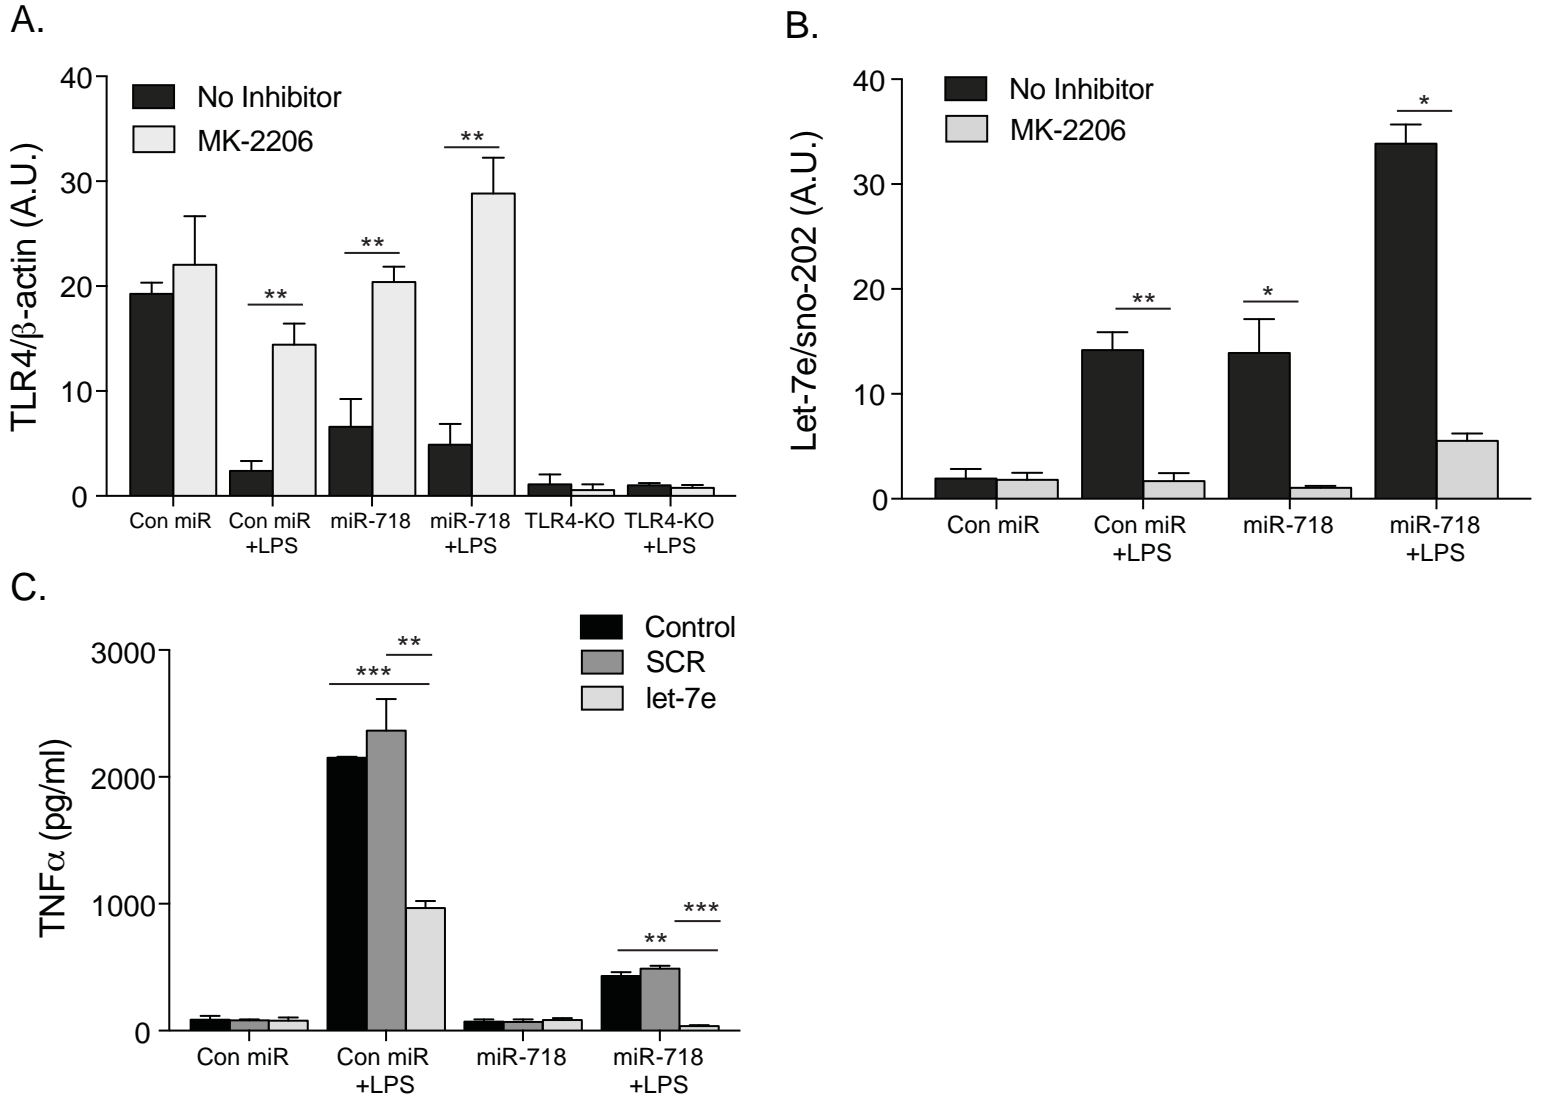 A.
TLR4/β-actin (A.U.)
40
30
20
10
0
No Inhibitor
MK-2206
**
**
**
Con miR
Con miR
+LPS
miR-718
miR-718
+LPS
TLR4-KO
TLR4-KO
+LPS
B.
Let-7e/sno-202 (A.U.)
40
30
20
10
0
No Inhibitor
MK-2206
**
*
*
Con miR
Con miR
+LPS
miR-718
miR-718
+LPS
C.
TNFα (pg/ml)
3000
2000
1000
0
Control
SCR
let-7e
**
***
***
**
Con miR
Con miR
+LPS
miR-718
miR-718
+LPS